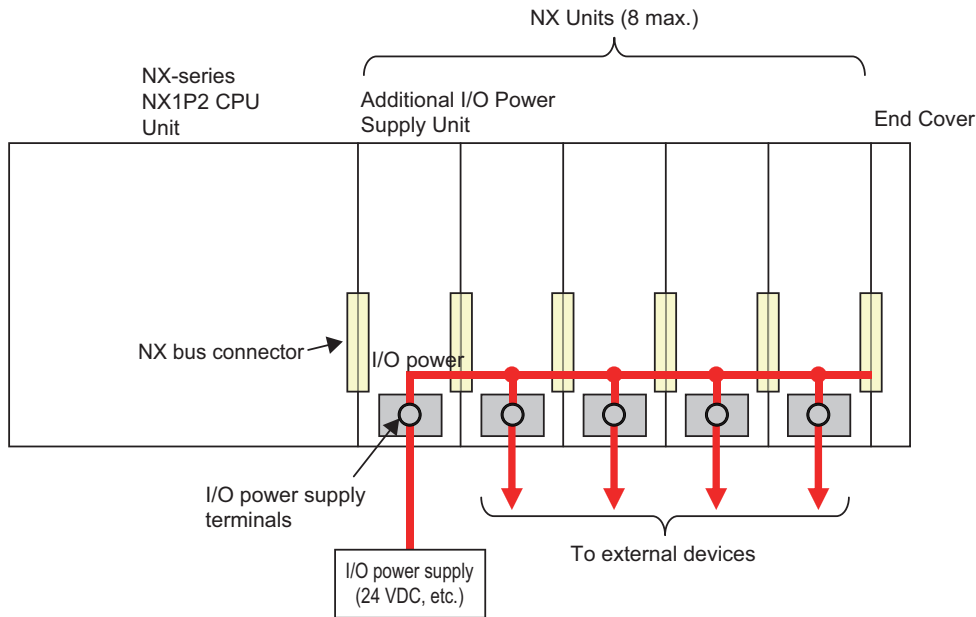 NX Units (8 max.)
NX-series
NX1P2 CPU
Unit
Additional I/O Power
Supply Unit
End Cover
NX bus connector
I/O power
I/O power supply
terminals
To external devices
I/O power supply
(24 VDC, etc.)